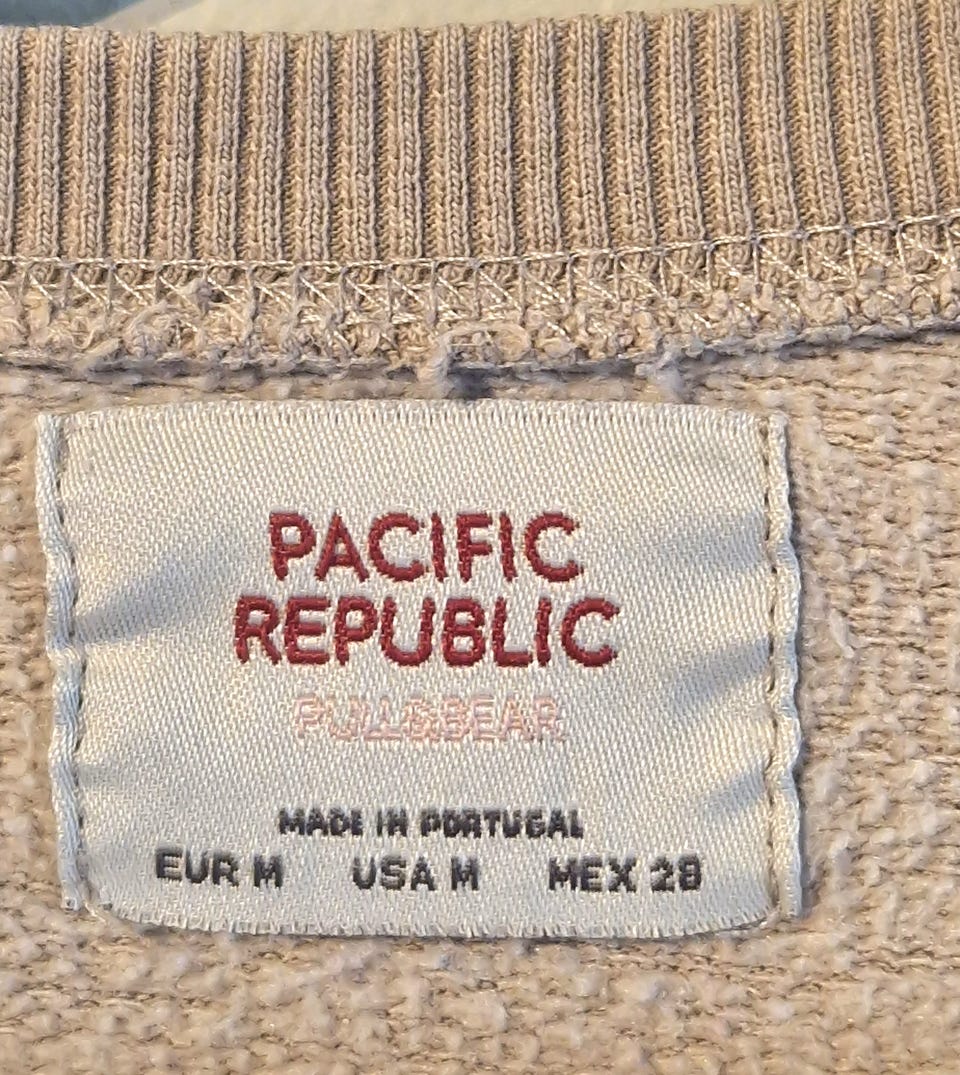 PACIFIC
REPUBLIC
PULL&BEAR
MADE IN PORTUGAL
EUR M USA M MEX 28